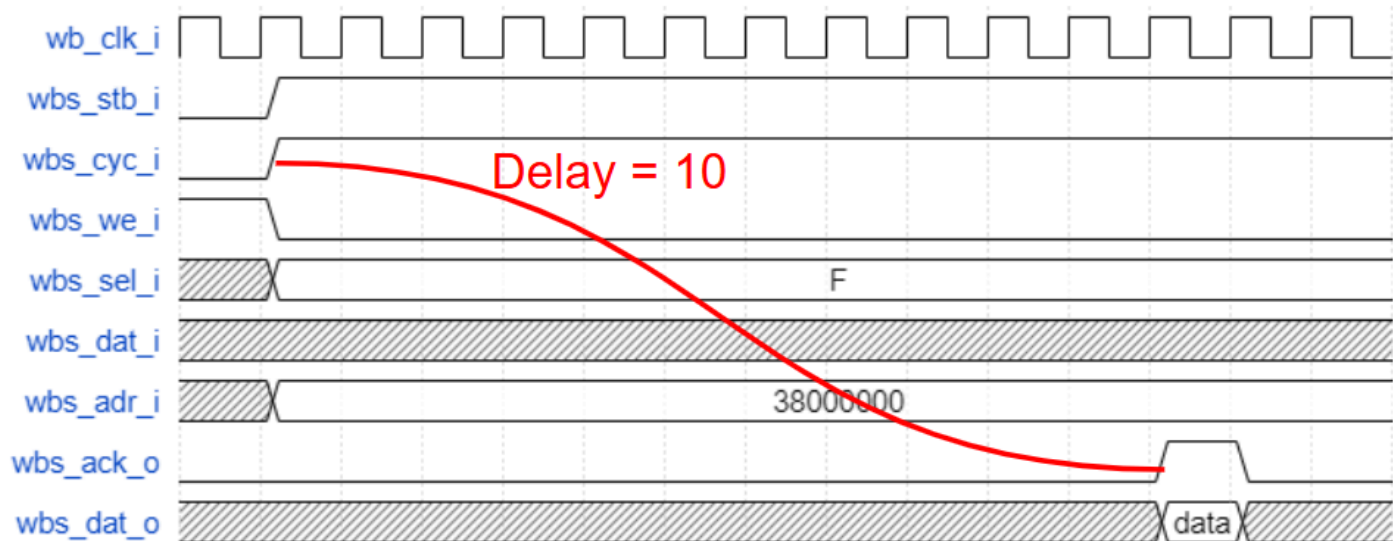 wb_clk_i
wbs_stb_i
wbs_cyc_i
Delay = 10
wbs_we_i
wbs_sel_i
F
wbs_dat_i
wbs_adr_i
38000000
wbs_ack_o
wbs_dat_o
data